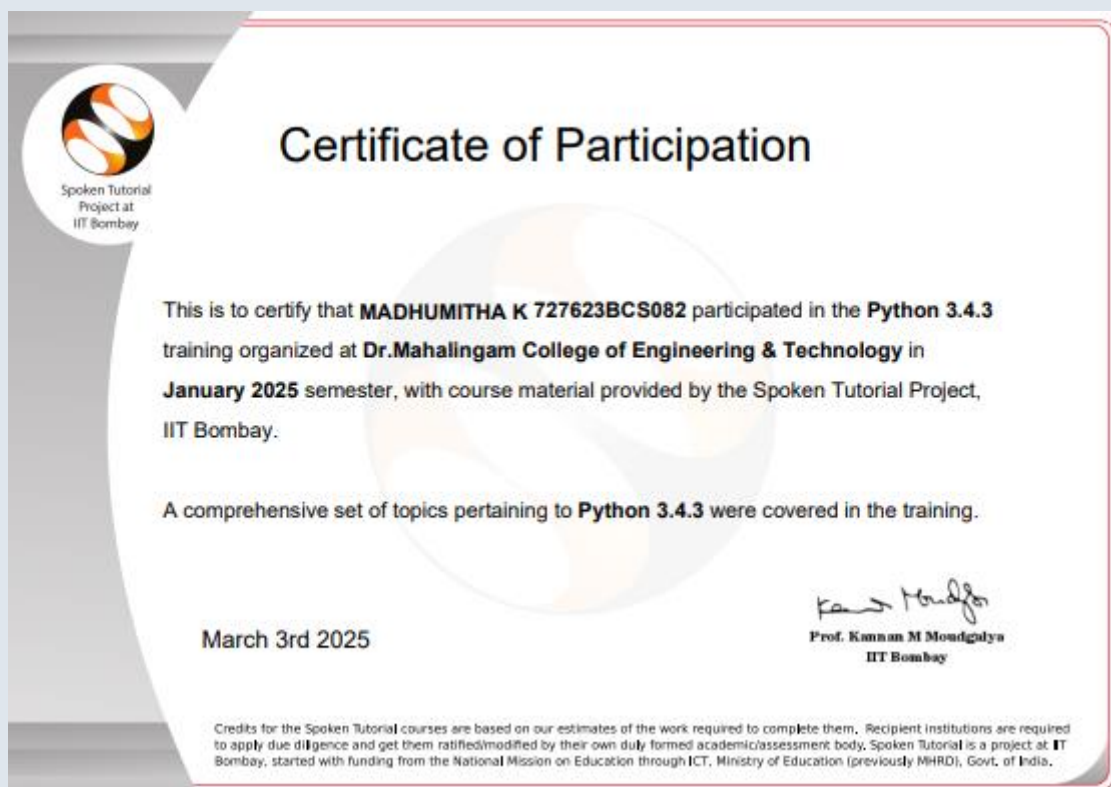 Spoken Tutorial
Project at
IIT Bombay
Certificate of Participation
This is to certify that MADHUMITHA K 727623BCS082 participated in the Python 3.4.3
training organized at Dr.Mahalingam College of Engineering & Technology in
January 2025 semester, with course material provided by the Spoken Tutorial Project,
IIT Bombay.
A comprehensive set of topics pertaining to Python 3.4.3 were covered in the training.
March 3rd 2025
Prof. Kannan M Moudgalya
IIT Bombay
Credits for the Spoken Tutorial courses are based on our estimates of the work required to complete them. Recipient institutions are required
to apply due diligence and get them ratified/modified by their own duly formed academic/assessment body. Spoken Tutorial is a project at IIT
Bombay, started with funding from the National Mission on Education through ICT, Ministry of Education (previously MHRD), Govt. of India.